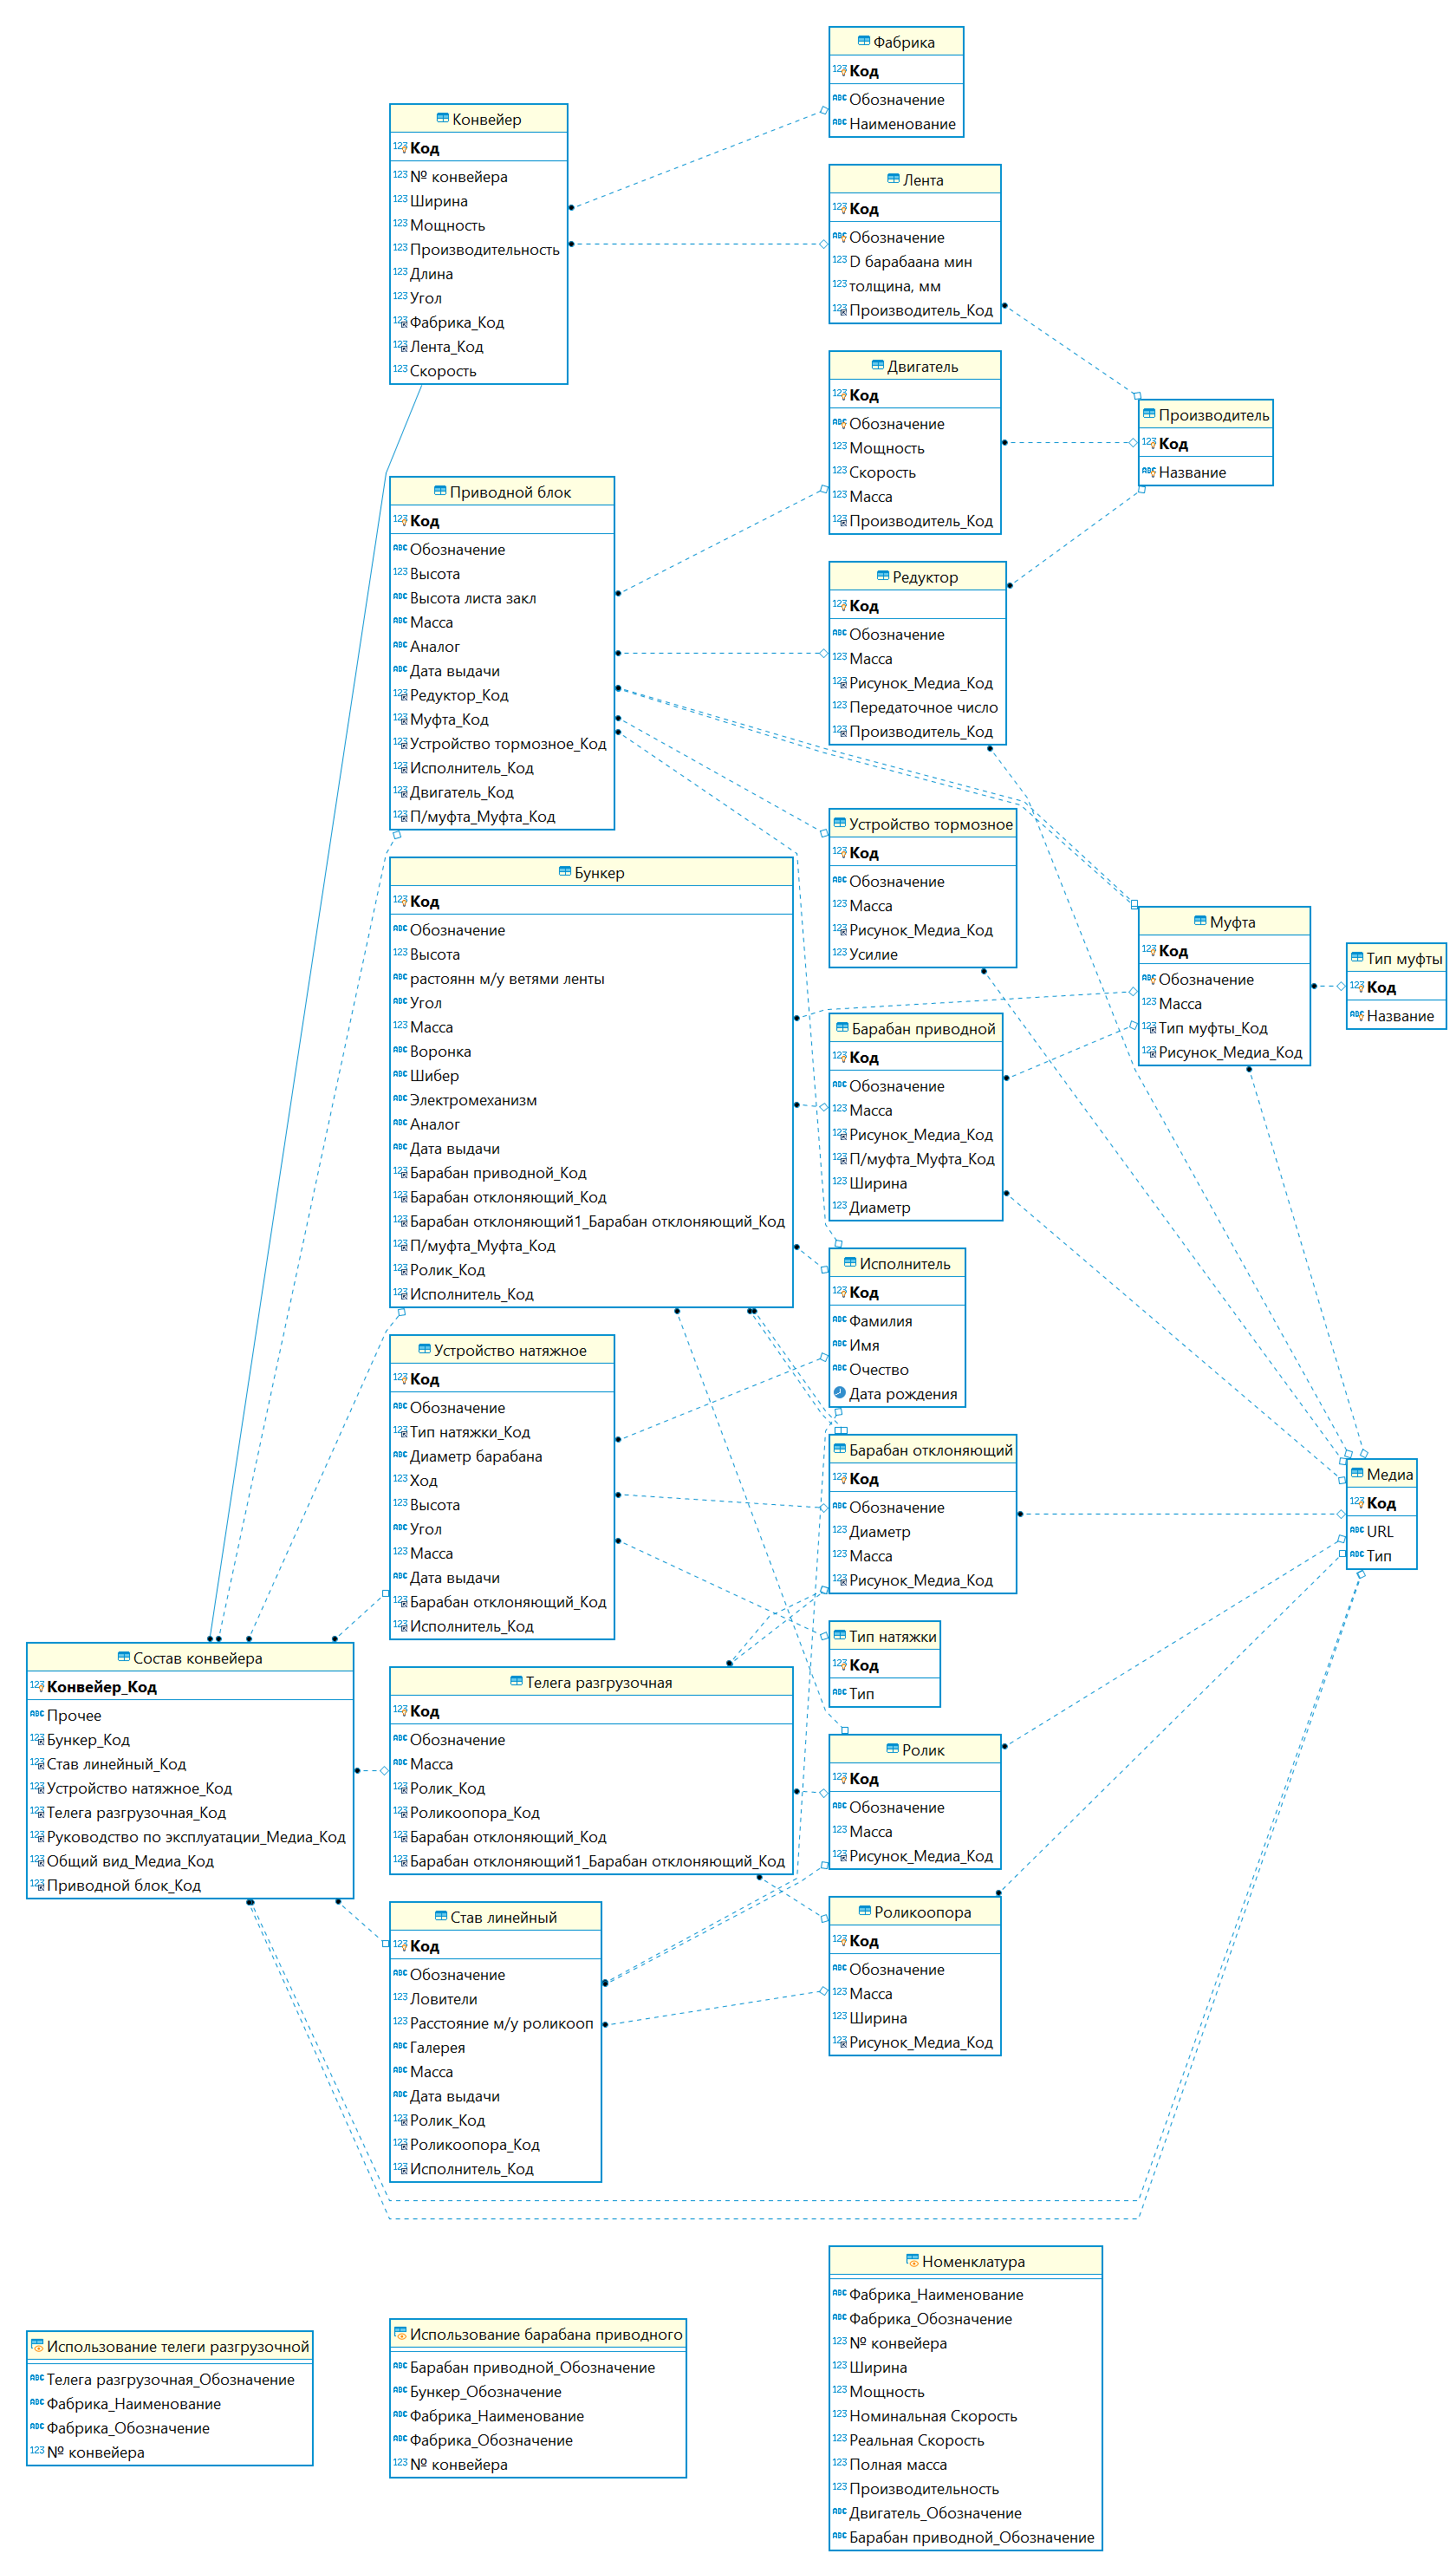 Фабрика
Код
Обозначение
Наименование
Конвейер
Код
№ конвейера
Ширина
Мощность
Производительность
Длина
Угол
Фабрика_Код
Лента_Код
Скорость
Лента
Код
Обозначение
D барабаана мин
толщина, мм
Производитель_Код
Двигатель
Код
Обозначение
Мощность
Скорость
Масса
Производитель_Код
Производитель
Код
Название
Приводной блок
Код
Обозначение
Высота
Высота листа закл
Масса
Аналог
Дата выдачи
Редуктор_Код
Муфта_Код
Устройство тормозное_Код
Исполнитель_Код
Двигатель_Код
П/муфта_Муфта_Код
Редуктор
Код
Обозначение
Масса
Рисунок_Медиа_Код
Передаточное число
Производитель_Код
Устройство тормозное
Код
Обозначение
Масса
Рисунок_Медиа_Код
Усилие
Бункер
Код
Обозначение
Высота
растоянн м/у ветями ленты
Угол
Масса
Воронка
Шибер
Электромеханизм
Аналог
Дата выдачи
Барабан приводной_Код
Барабан отклоняющий_Код
Барабан отклоняющий1_Барабан отклоняющий_Код
П/муфта_Муфта_Код
Ролик_Код
Исполнитель_Код
Муфта
Код
Обозначение
Масса
Тип муфты_Код
Рисунок_Медиа_Код
Тип муфты
Код
Название
Барабан приводной
Код
Обозначение
Масса
Рисунок_Медиа_Код
П/муфта_Муфта_Код
Ширина
Диаметр
Исполнитель
Код
Фамилия
Имя
Очество
Дата рождения
Устройство натяжное
Код
Обозначение
Тип натяжки_Код
Диаметр барабана
Ход
Высота
Угол
Масса
Дата выдачи
Барабан отклоняющий_Код
Исполнитель_Код
Барабан отклоняющий
Код
Обозначение
Диаметр
Масса
Рисунок_Медиа_Код
Медиа
Код
URL
Тип
Тип натяжки
Код
Тип
Состав конвейера
Конвейер_Код
Прочее
Бункер_Код
Став линейный_Код
Устройство натяжное_Код
Телега разгрузочная_Код
Руководство по эксплуатации_Медиа_Код
Общий вид_Медиа_Код
Приводной блок_Код
Телега разгрузочная
Код
Обозначение
Масса
Ролик_Код
Роликоопора_Код
Барабан отклоняющий_Код
Барабан отклоняющий1_Барабан отклоняющий_Код
Ролик
Код
Обозначение
Масса
Рисунок_Медиа_Код
Роликоопора
Код
Обозначение
Масса
Ширина
Рисунок_Медиа_Код
Став линейный
Код
Обозначение
Ловители
Расстояние м/у роликооп
Галерея
Масса
Дата выдачи
Ролик_Код
Роликоопора_Код
Исполнитель_Код
Использование телеги разгрузочной
Телега разгрузочная_Обозначение
Фабрика_Наименование
Фабрика_Обозначение
№ конвейера
Использование барабана приводного
Барабан приводной_Обозначение
Бункер_Обозначение
Фабрика_Наименование
Фабрика_Обозначение
№ конвейера
Номенклатура
Фабрика_Наименование
Фабрика_Обозначение
№ конвейера
Ширина
Мощность
Номинальная Скорость
Реальная Скорость
Полная масса
Производительность
Двигатель_Обозначение
Барабан приводной_Обозначение